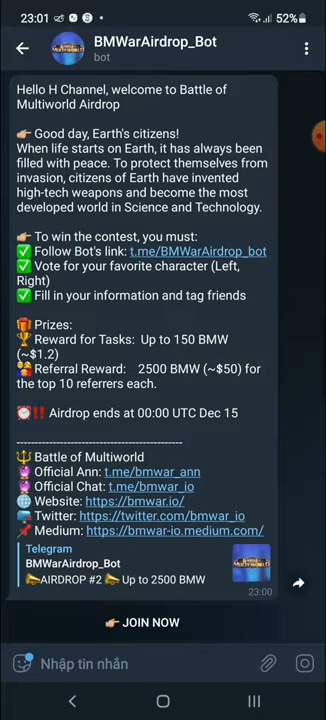 23:01
52%
BMWarAirdrop_Bot
bot
Hello H Channel, welcome to Battle of
Multiworld Airdrop
👉🏼 Good day, Earth's citizens!
When life starts on Earth, it has always been
filled with peace. To protect themselves from
invasion, citizens of Earth have invented
high-tech weapons and become the most
developed world in Science and Technology.
👉🏼 To win the contest, you must:
✅ Follow Bot's link: t.me/BMWarAirdrop_bot
✅ Vote for your favorite character (Left,
Right)
✅ Fill in your information and tag friends
🎁 Prizes:
🏆 Reward for Tasks:  Up to 150 BMW
(~$1.2)
👫 Referral Reward:   2500 BMW (~$50) for
the top 10 referrers each.
⏰‼️ Airdrop ends at 00:00 UTC Dec 15
----------------------------------------------
🔱 Battle of Multiworld
🔮 Official Ann: t.me/bmwar_ann
🔮 Official Chat: t.me/bmwar_io
🌐 Website: https://bmwar.io/
📪 Twitter: https://twitter.com/bmwar_io
📌 Medium: https://bmwar-io.medium.com/
Telegram
BMWarAirdrop_Bot
📣AIRDROP #2 📣Up to 2500 BMW
BATTLE
MULTIWORLD
23:00
👉🏼 JOIN NOW
Nhập tin nhắn